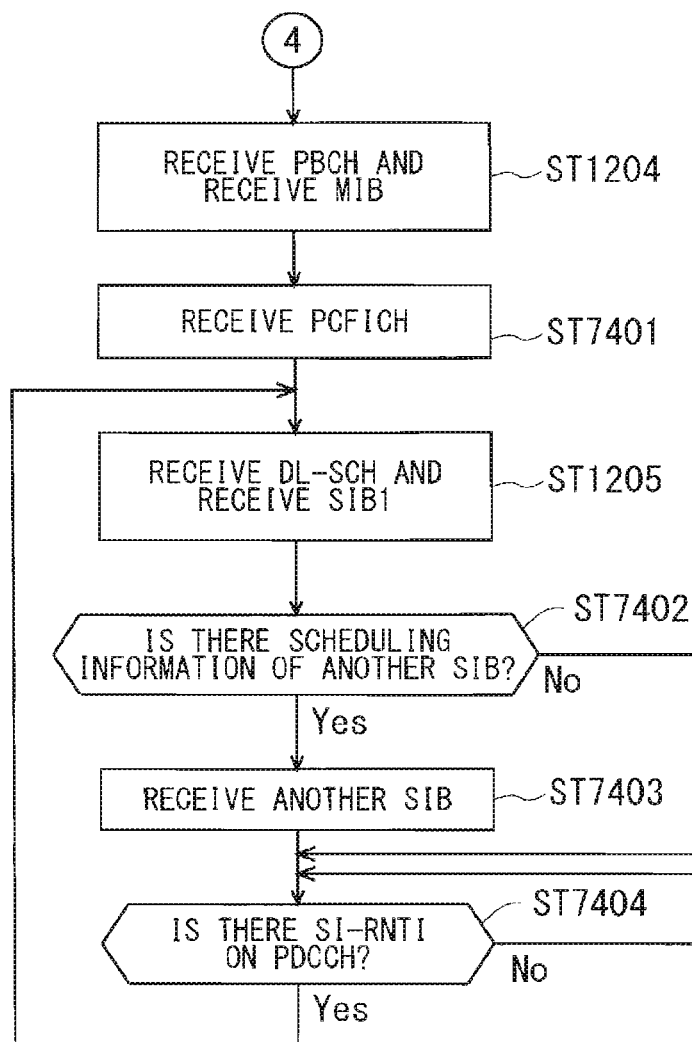 4
RECEIVE PBCH AND
RECEIVE MIB
ST1204
RECEIVE PCFICH
ST7401
RECEIVE DL-SCH AND
RECEIVE SIB1
ST1205
ST7402
IS THERE SCHEDULING
INFORMATION OF ANOTHER SIB?
No
Yes
RECEIVE ANOTHER SIB
ST7403
ST7404
IS THERE SI-RNTI
ON PDCCH?
No
Yes